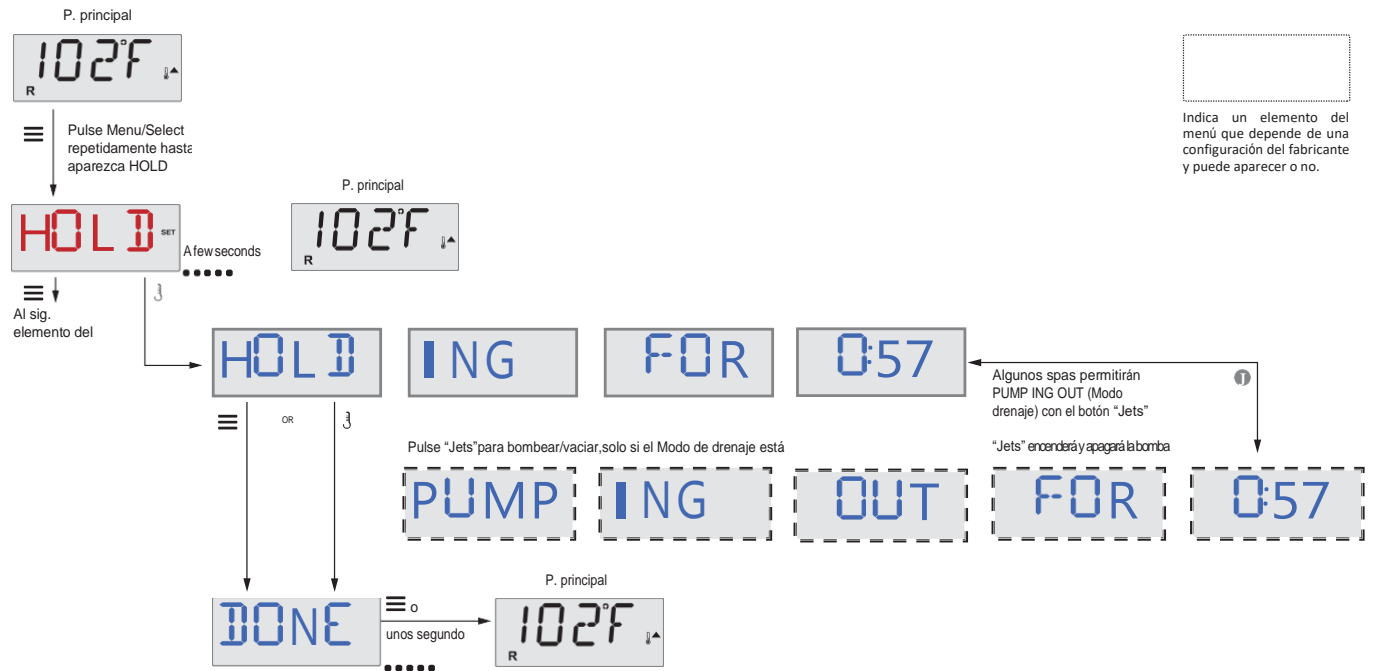 P. principal
102°F
R
Pulse Menu/Select
repetidamente hasta
aparezca HOLD
Indica un elemento del
menú que depende de una
configuración del fabricante
y puede aparecer o no.
P. principal
HOLD SET
A few seconds
102°F
R
Al sig.
elemento del
HOLD
ING
FOR
0:57
Algunos spas permitirán
PUMP ING OUT (Modo
drenaje) con el botón “Jets”
J
OR
Pulse “Jets”para bombear/vaciar,solo si el Modo de drenaje está
“Jets” encenderá y apagará la bomba
PUMP
ING
OUT
FOR
0:57
P. principal
DONE
o
unos segundo
102°F
R